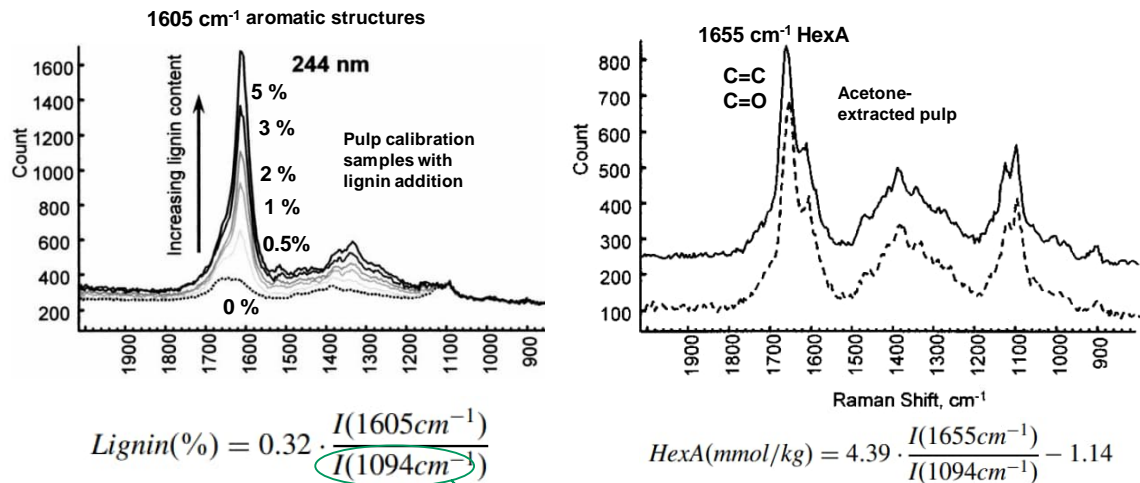 1605 cm-1 aromatic structures
Count
1600
1400
1200
1000
800
600
400
200
Increasing lignin content
244 nm
5 %
3 %
2 %
1 %
0.5%
0 %
Pulp calibration
samples with
lignin addition
1900
1800
1700
1600
1500
1400
1300
1200
1100
1000
900
Lignin(%) = 0.32 · I(1605cm−1) / I(1094cm−1)
1655 cm-1 HexA
C=C
C=O
Acetone-
extracted pulp
Count
800
700
600
500
400
300
200
100
1900
1800
1700
1600
1500
1400
1300
1200
1100
1000
900
Raman Shift, cm-1
HexA(mmol/kg) = 4.39 · I(1655cm−1) / I(1094cm−1) − 1.14